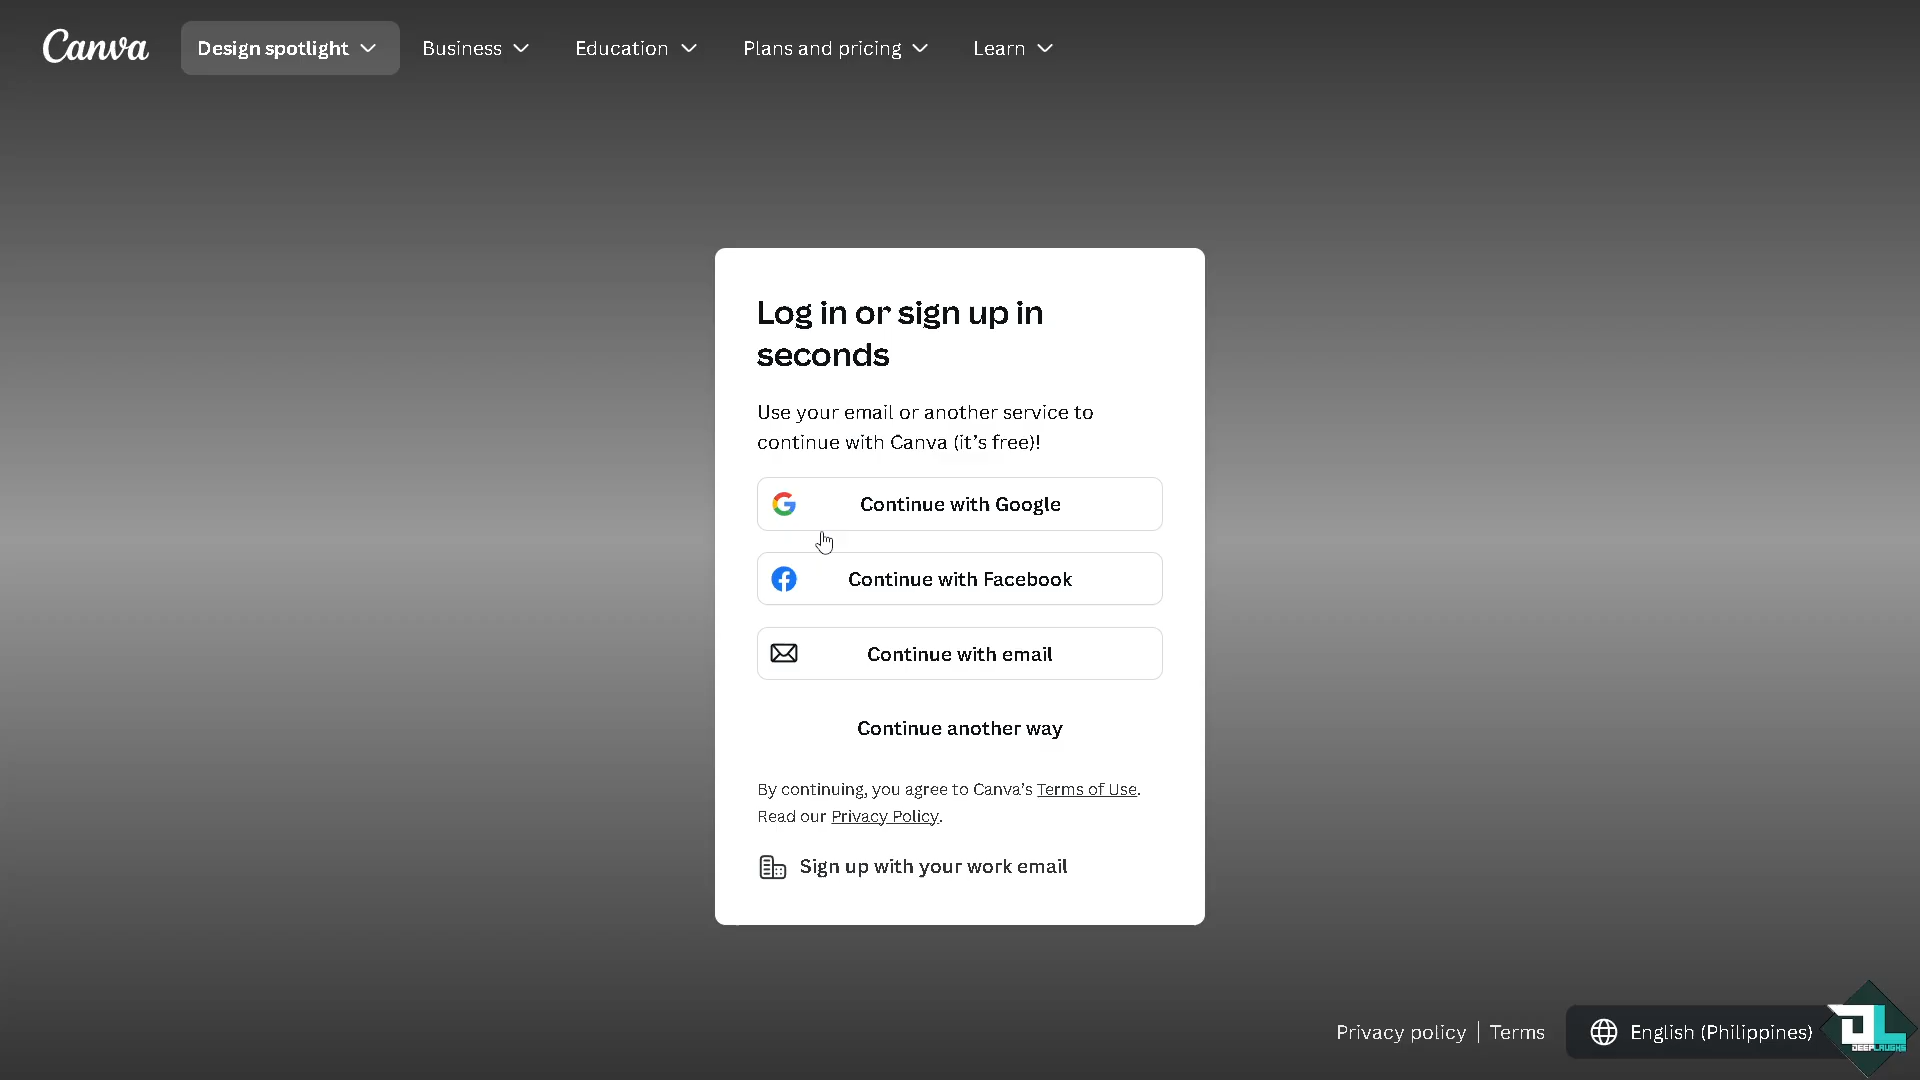 Canva
Design spotlight
Business
Education
Plans and pricing
Learn
Log in or sign up in
seconds
Use your email or another service to
continue with Canva (it's free)!
Continue with Google
Continue with Facebook
Continue with email
Continue another way
By continuing, you agree to Canva's Terms of Use.
Read our Privacy Policy.
Sign up with your work email
Privacy policy
Terms
English (Philippines)
DL
DEEPLAUGHS